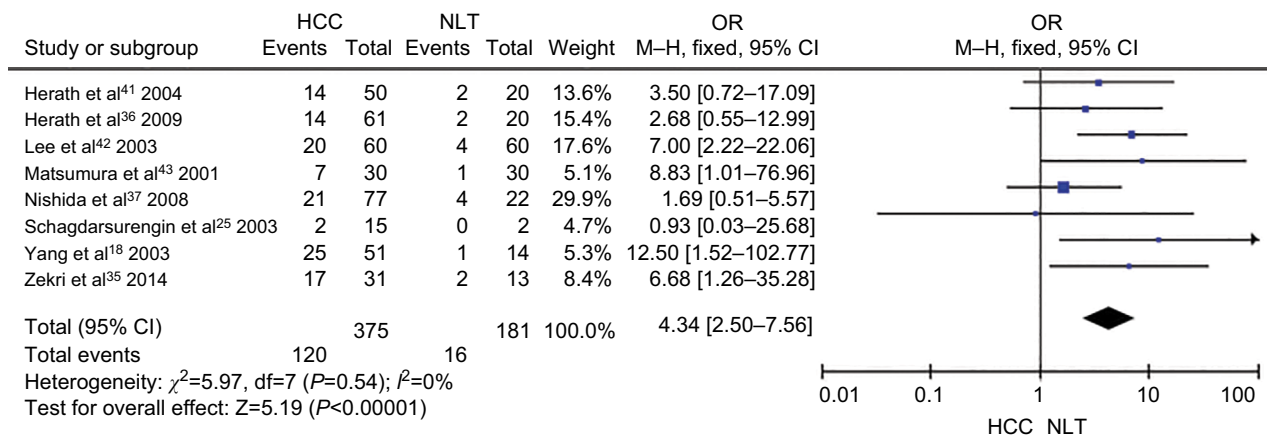 HCC NLT OR OR
Study or subgroup Events Total Events Total Weight M–H, fixed, 95% CI M–H, fixed, 95% CI
Herath et al⁴¹ 2004 14 50 2 20 13.6% 3.50 [0.72–17.09]
Herath et al³⁶ 2009 14 61 2 20 15.4% 2.68 [0.55–12.99]
Lee et al⁴² 2003 20 60 4 60 17.6% 7.00 [2.22–22.06]
Matsumura et al⁴³ 2001 7 30 1 30 5.1% 8.83 [1.01–76.96]
Nishida et al³⁷ 2008 21 77 4 22 29.9% 1.69 [0.51–5.57]
Schagdarsurengin et al²⁵ 2003 2 15 0 2 4.7% 0.93 [0.03–25.68]
Yang et al¹⁸ 2003 25 51 1 14 5.3% 12.50 [1.52–102.77]
Zekri et al³⁵ 2014 17 31 2 13 8.4% 6.68 [1.26–35.28]
Total (95% CI) 375 181 100.0% 4.34 [2.50–7.56]
Total events 120 16
Heterogeneity: χ²=5.97, df=7 (P=0.54); I²=0%
Test for overall effect: Z=5.19 (P<0.00001)
0.01 0.1 1 10 100
HCC NLT